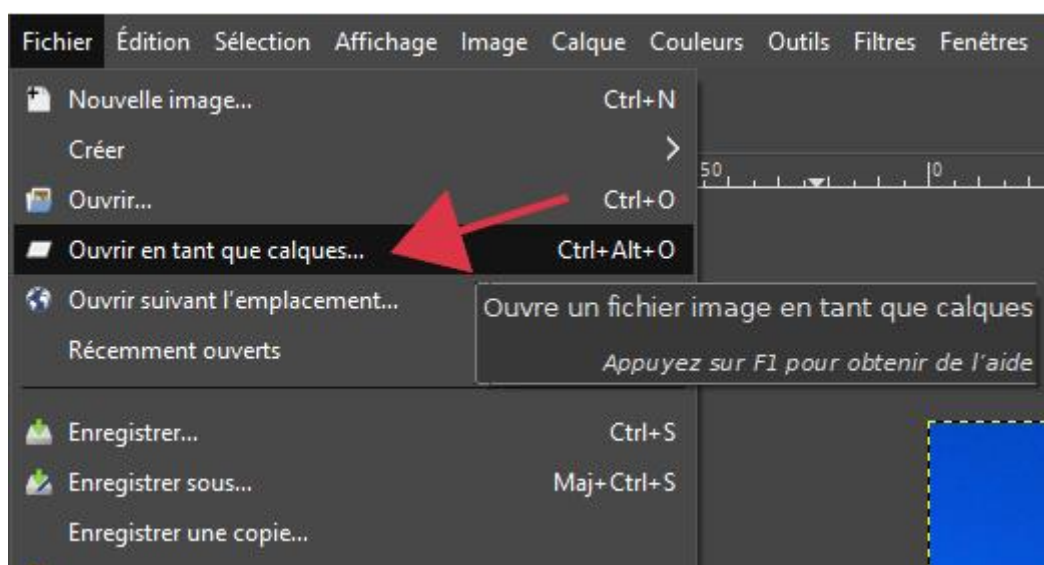 Fichier Édition Sélection Affichage Image Calque Couleurs Outils Filtres Fenêtres
Nouvelle image... Ctrl+N
Créer
Ouvrir... Ctrl+O
50 0
Ouvrir en tant que calques... Ctrl+Alt+O
Ouvrir suivant l'emplacement...
Ouvre un fichier image en tant que calques
Récemment ouverts
Appuyez sur F1 pour obtenir de l'aide
Enregistrer... Ctrl+S
Enregistrer sous... Maj+Ctrl+S
Enregistrer une copie...